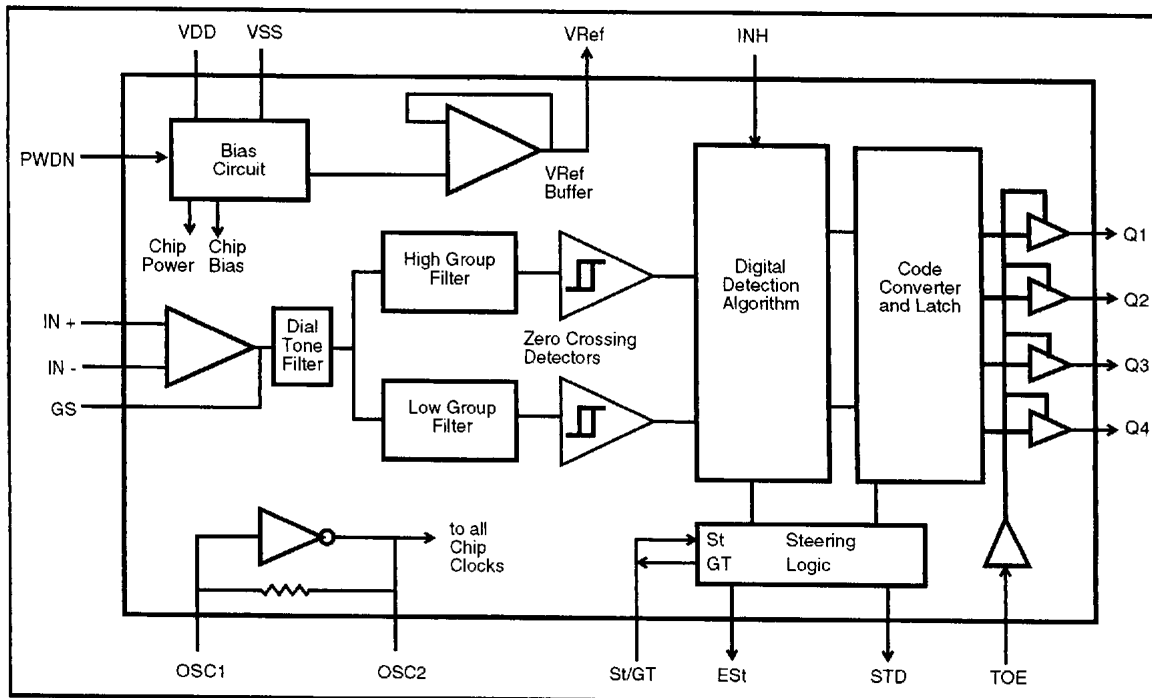 VDD
VSS
VRef
INH
PWDN
Bias
Circuit
VRef
Buffer
Chip
Power
Chip
Bias
High Group
Filter
Digital
Detection
Algorithm
Code
Converter
and Latch
Q1
Q2
Q3
Q4
IN +
IN -
GS
Dial
Tone
Filter
Zero Crossing
Detectors
Low Group
Filter
to all
Chip
Clocks
St
Steering
GT
Logic
OSC1
OSC2
St/GT
ESt
STD
TOE